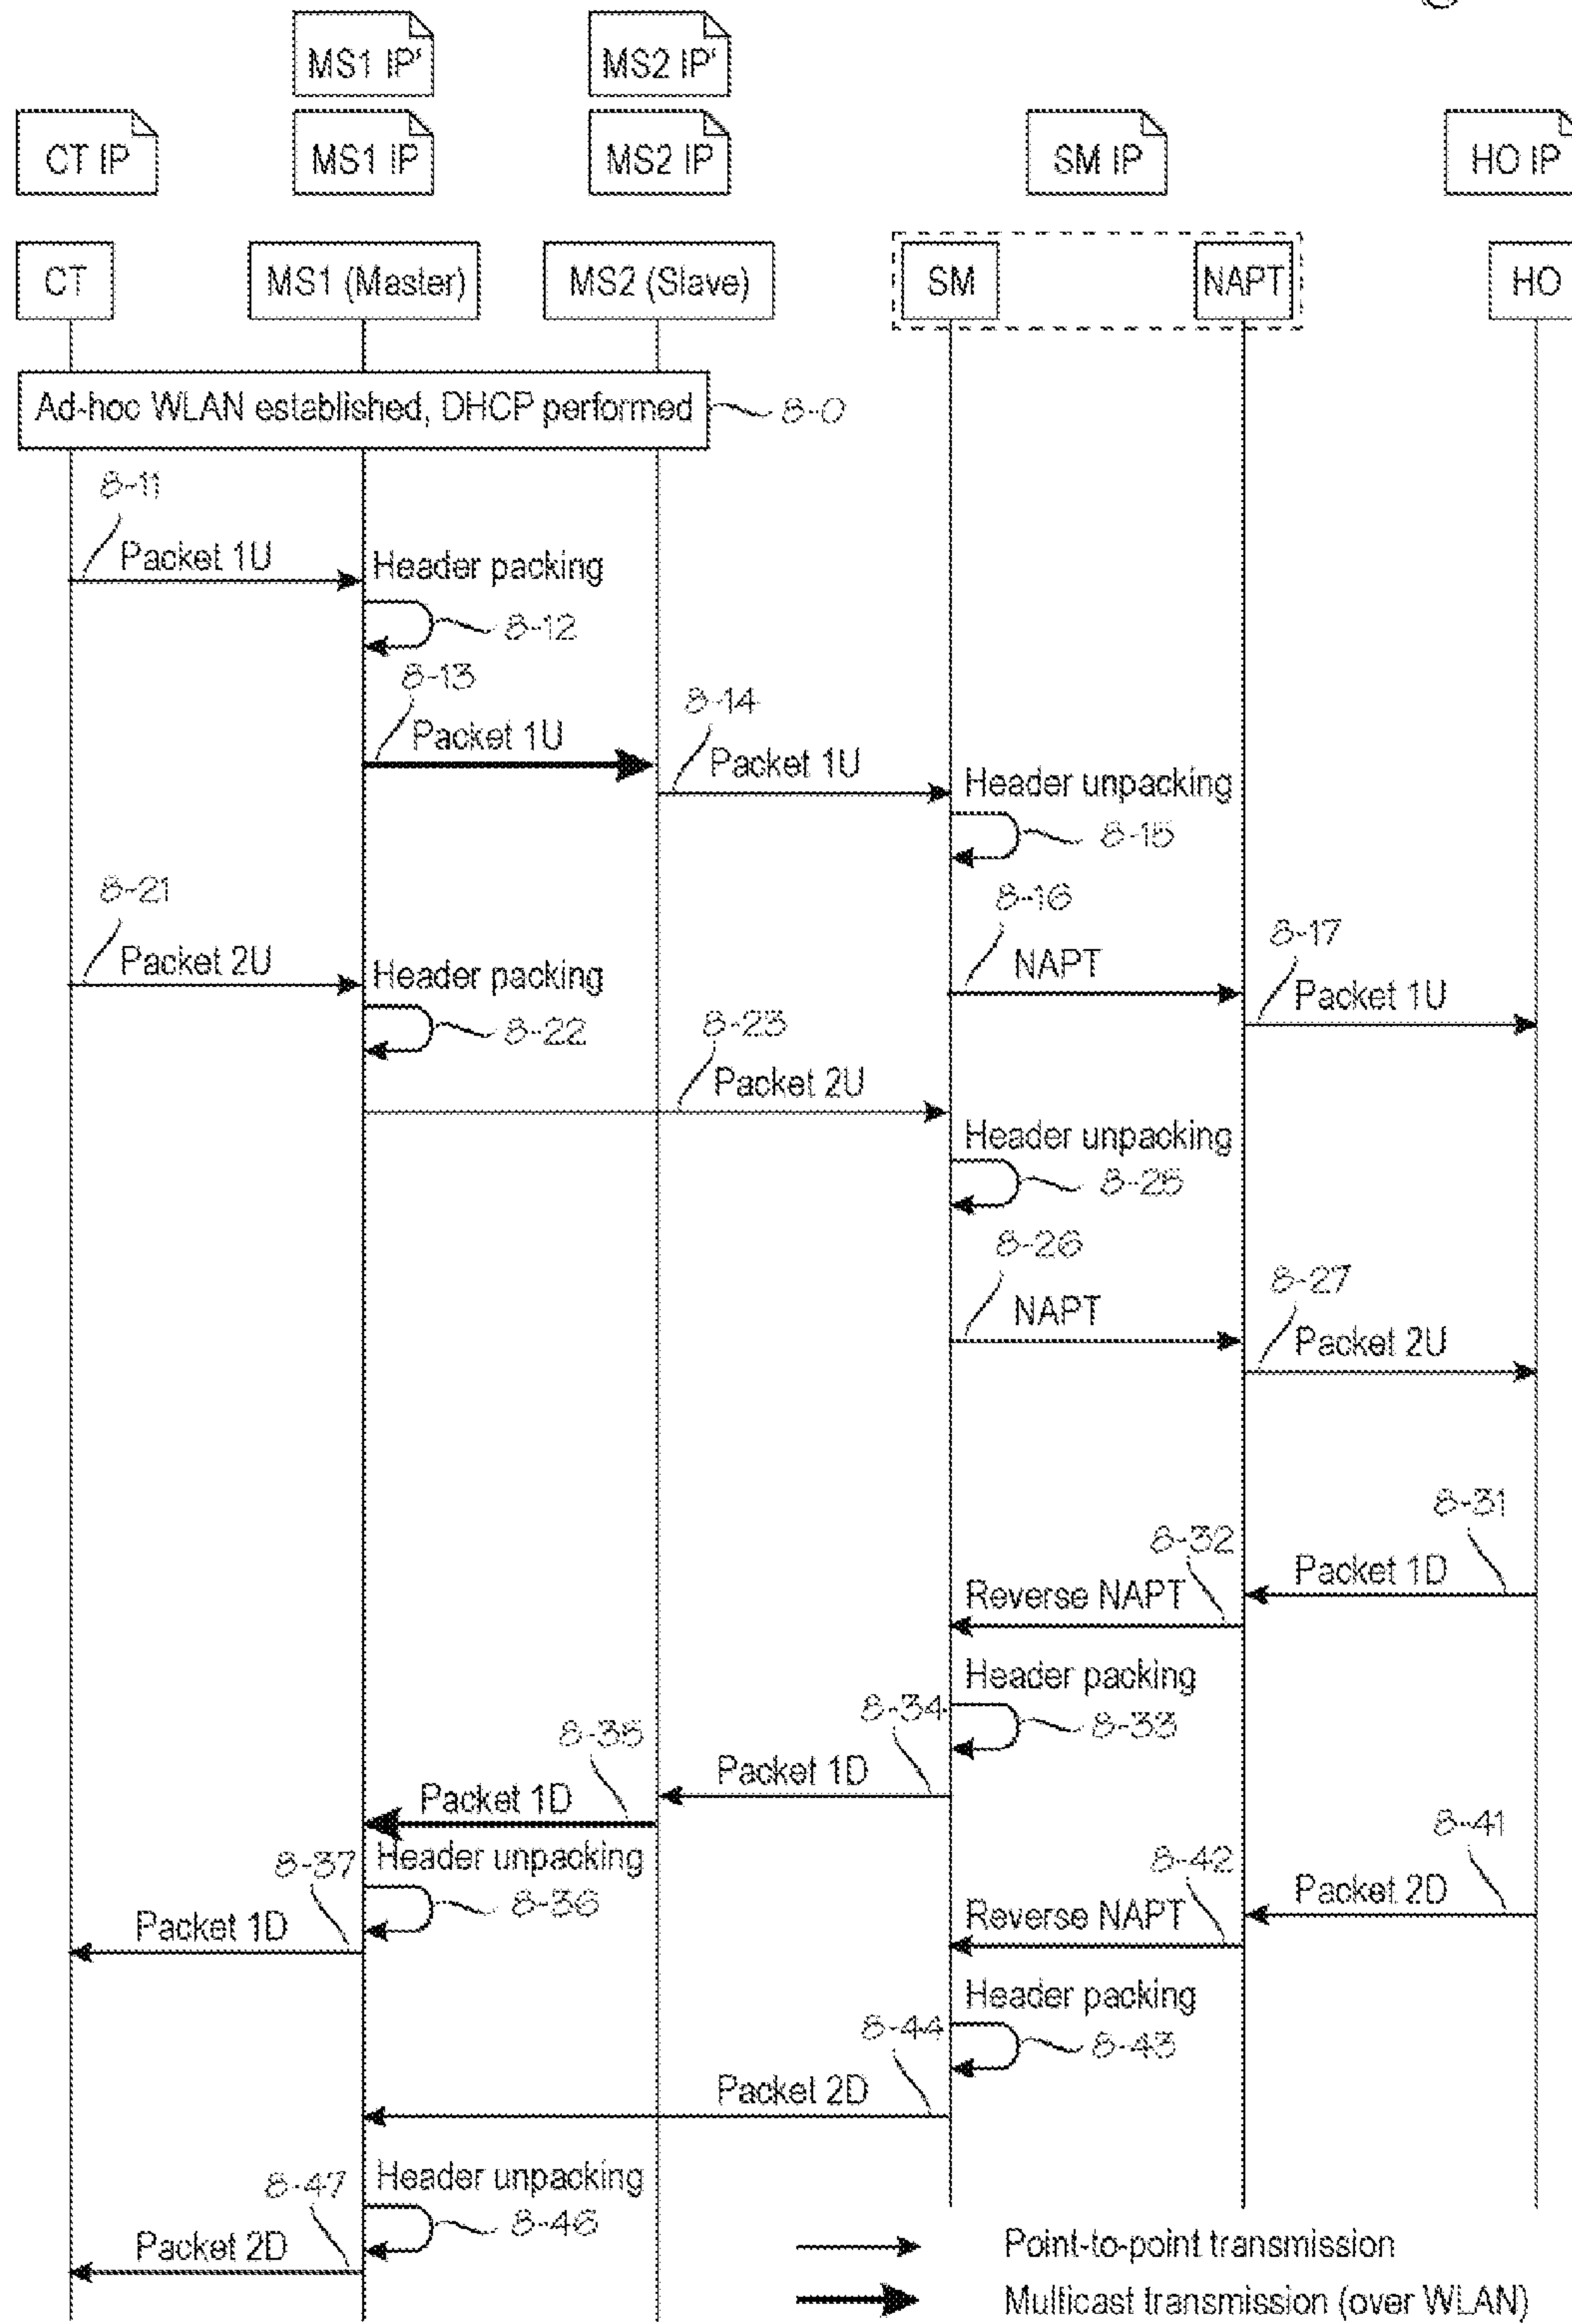 MS1 IP' MS2 IP'
CT IP MS1 IP MS2 IP SM IP HO IP
CT MS1 (Master) MS2 (Slave) SM NAPT HO
Ad-hoc WLAN established, DHCP performed 8-0
8-11
Packet 1U Header packing
8-12
8-13
8-14
Packet 1U
Packet 1U Header unpacking
8-15
8-21
8-16
8-17
Packet 2U Header packing
NAPT
Packet 1U
8-22
8-23
Packet 2U
Header unpacking
8-25
8-26
8-27
NAPT
Packet 2U
8-31
8-32
Packet 1D
Reverse NAPT
Header packing
8-34
8-33
8-35
Packet 1D
Packet 1D
8-41
Header unpacking
8-37
8-42
8-36
Packet 2D
Packet 1D
Reverse NAPT
Header packing
8-44
8-43
Packet 2D
Header unpacking
8-47
8-46
Packet 2D
Point-to-point transmission
Multicast transmission (over WLAN)